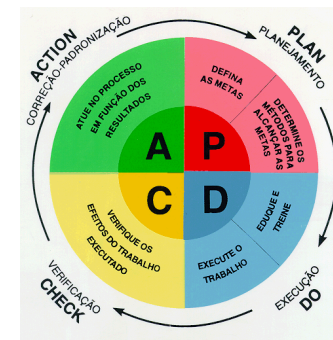 ACTION
CORREÇÃO-PADRONIZAÇÃO
PLAN
PLANEJAMENTO
ATUE NO PROCESSO
EM FUNÇÃO DOS
RESULTADOS
DEFINA
AS METAS
DETERMINE OS
MÉTODOS PARA
ALCANÇAR AS
METAS
A
P
C
D
VERIFIQUE OS
EFEITOS DO TRABALHO
EXECUTADO
EDUQUE E
TREINE
EXECUTE O
TRABALHO
VERIFICAÇÃO
CHECK
EXECUÇÃO
DO